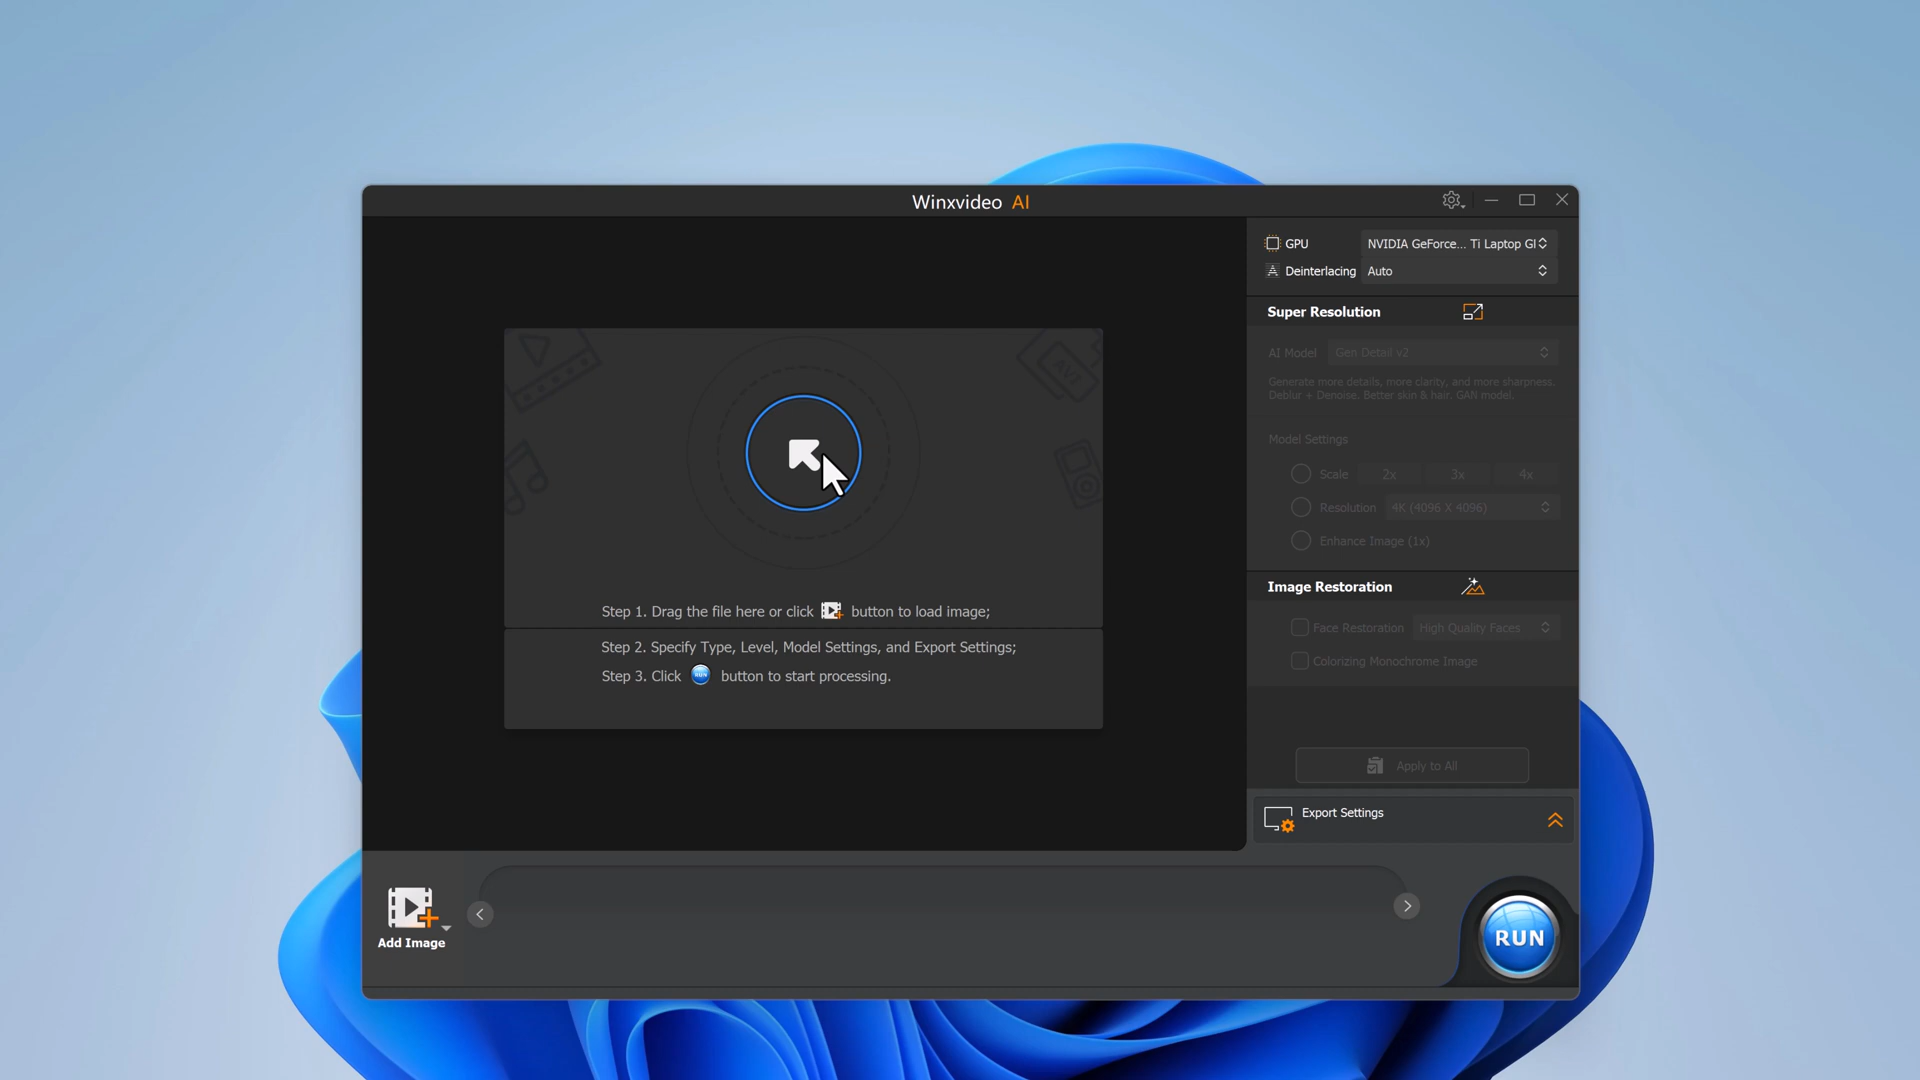 Winxvideo AI
GPU
NVIDIA GeForce... Ti Laptop GI
Deinterlacing
Auto
Super Resolution
AI Model
Gen Detail v2
Generate more details, more clarity, and more sharpness.
Deblur + Denoise. Better skin & hair. GAN model.
Model Settings
Scale 2x 3x 4x
Resolution 4K (4096 X 4096)
Enhance Image (1x)
Image Restoration
Face Restoration High Quality Faces
Colorizing Monochrome Image
Apply to All
Export Settings
AVI
Step 1. Drag the file here or click button to load image;
Step 2. Specify Type, Level, Model Settings, and Export Settings;
Step 3. Click RUN button to start processing.
Add Image
RUN